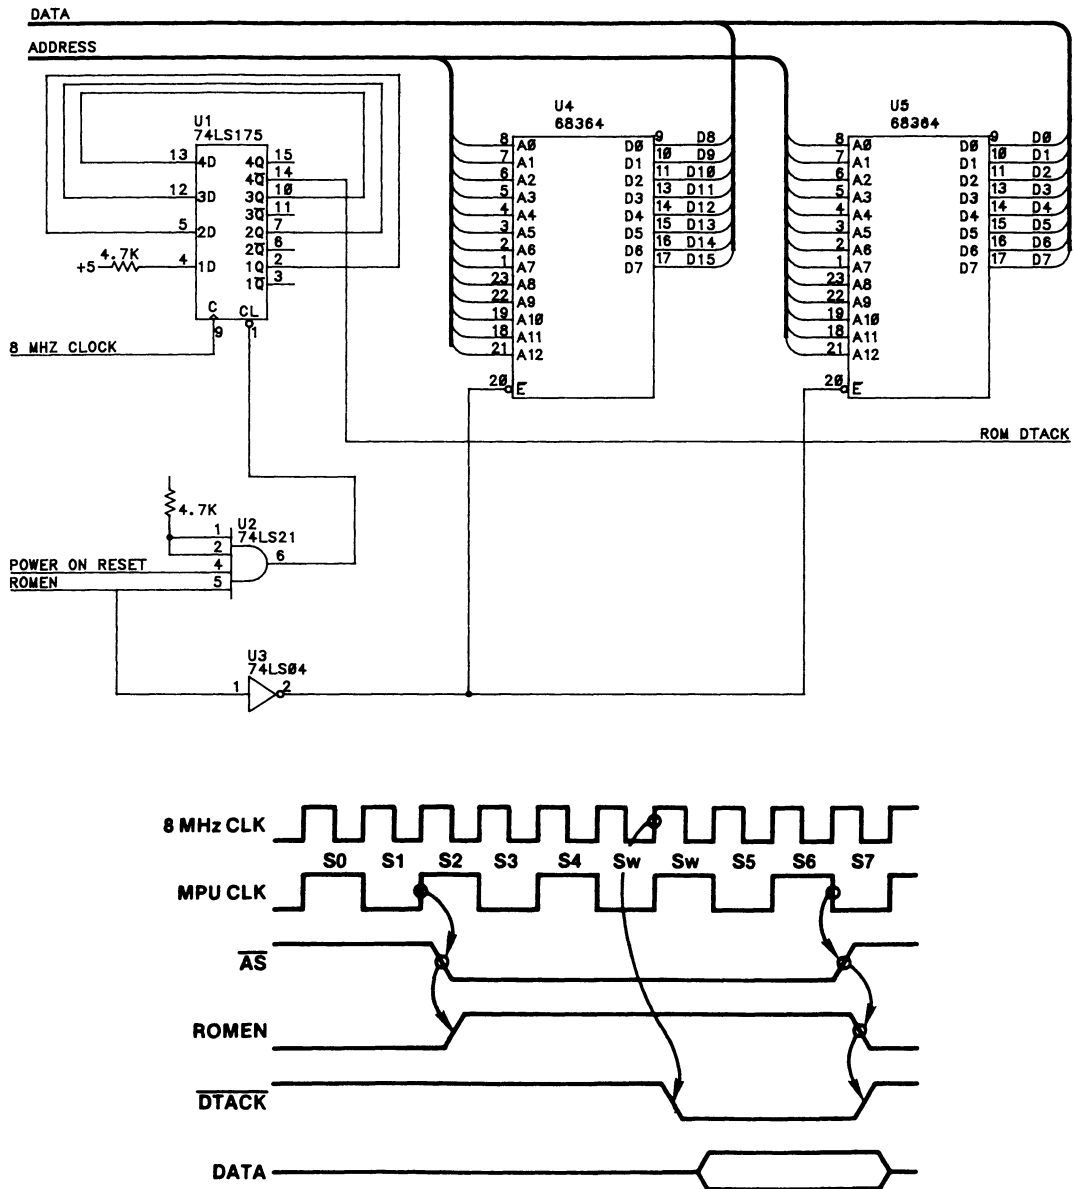 DATA
ADDRESS
U1
74LS175
13 4D 4Q 15
4Q 14
12 3D 3Q 10
3Q 11
5 2D 2Q 7
2Q 6
+5 4.7K 4 1D 1Q 2
1Q 3
C CL
9 1
8 MHZ CLOCK
U4
68364
8 A0 D0 9 D8
7 A1 D1 10 D9
6 A2 D2 11 D10
5 A3 D3 13 D11
4 A4 D4 14 D12
3 A5 D5 15 D13
2 A6 D6 16 D14
1 A7 D7 17 D15
23 A8
22 A9
19 A10
18 A11
21 A12
20 E
U5
68364
8 A0 D0 9 D0
7 A1 D1 10 D1
6 A2 D2 11 D2
5 A3 D3 13 D3
4 A4 D4 14 D4
3 A5 D5 15 D5
2 A6 D6 16 D6
1 A7 D7 17 D7
23 A8
22 A9
19 A10
18 A11
21 A12
20 E
ROM DTACK
4.7K
U2
74LS21
1
2
POWER ON RESET 4 6
ROMEN 5
U3
74LS04
1 2
8 MHz CLK
S0 S1 S2 S3 S4 Sw Sw S5 S6 S7
MPU CLK
AS
ROMEN
DTACK
DATA